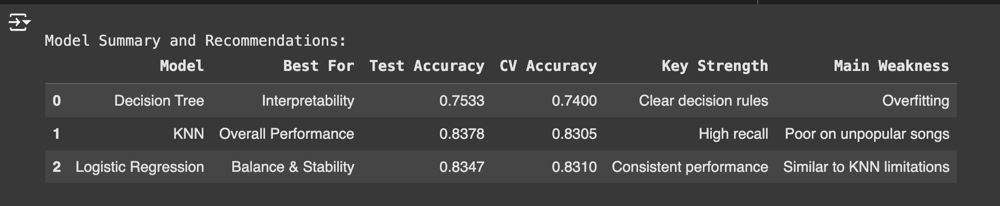 Model Summary and Recommendations:
Model Best For Test Accuracy CV Accuracy Key Strength Main Weakness
0 Decision Tree Interpretability 0.7533 0.7400 Clear decision rules Overfitting
1 KNN Overall Performance 0.8378 0.8305 High recall Poor on unpopular songs
2 Logistic Regression Balance & Stability 0.8347 0.8310 Consistent performance Similar to KNN limitations